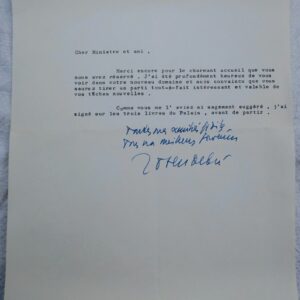 Cher Ministre et ami ,
Merci encore pour le charmant accueil que vous
nous avez réservé . J'ai été profondément heureux de vous
voir dans votre nouveau domaine et nous convaincu que vous
saurez tirer un parti tout-à-fait intéressant et valable de
vos tâches nouvelles .
Comme vous me l'aviez si sagement suggéré , j'ai
signé sur les trois livres du Palais , avant de partir .
Toutes mes amitiés